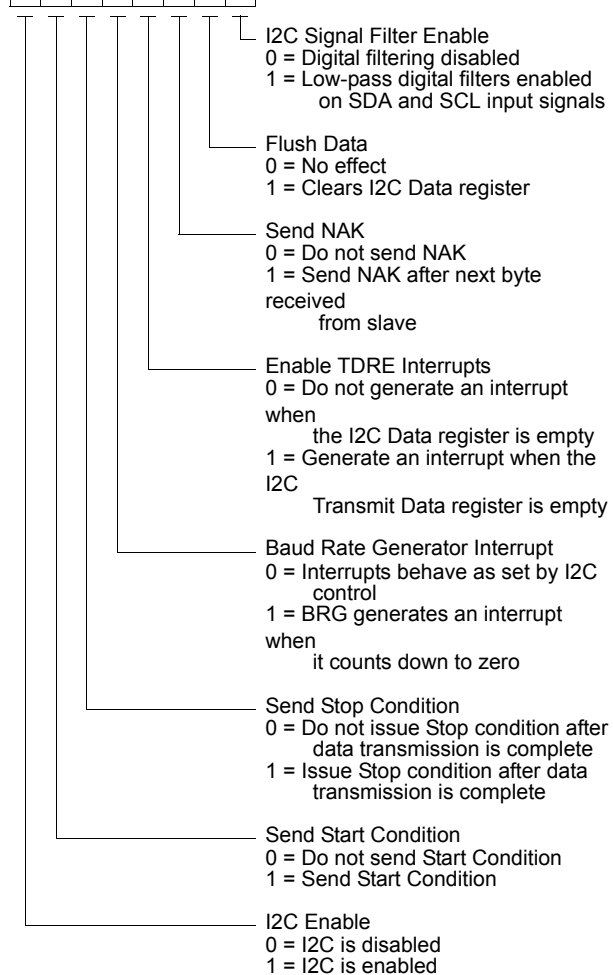 I2C Signal Filter Enable
0 = Digital filtering disabled
1 = Low-pass digital filters enabled
on SDA and SCL input signals
Flush Data
0 = No effect
1 = Clears I2C Data register
Send NAK
0 = Do not send NAK
1 = Send NAK after next byte
received
from slave
Enable TDRE Interrupts
0 = Do not generate an interrupt
when
the I2C Data register is empty
1 = Generate an interrupt when the
I2C
Transmit Data register is empty
Baud Rate Generator Interrupt
0 = Interrupts behave as set by I2C
control
1 = BRG generates an interrupt
when
it counts down to zero
Send Stop Condition
0 = Do not issue Stop condition after
data transmission is complete
1 = Issue Stop condition after data
transmission is complete
Send Start Condition
0 = Do not send Start Condition
1 = Send Start Condition
I2C Enable
0 = I2C is disabled
1 = I2C is enabled